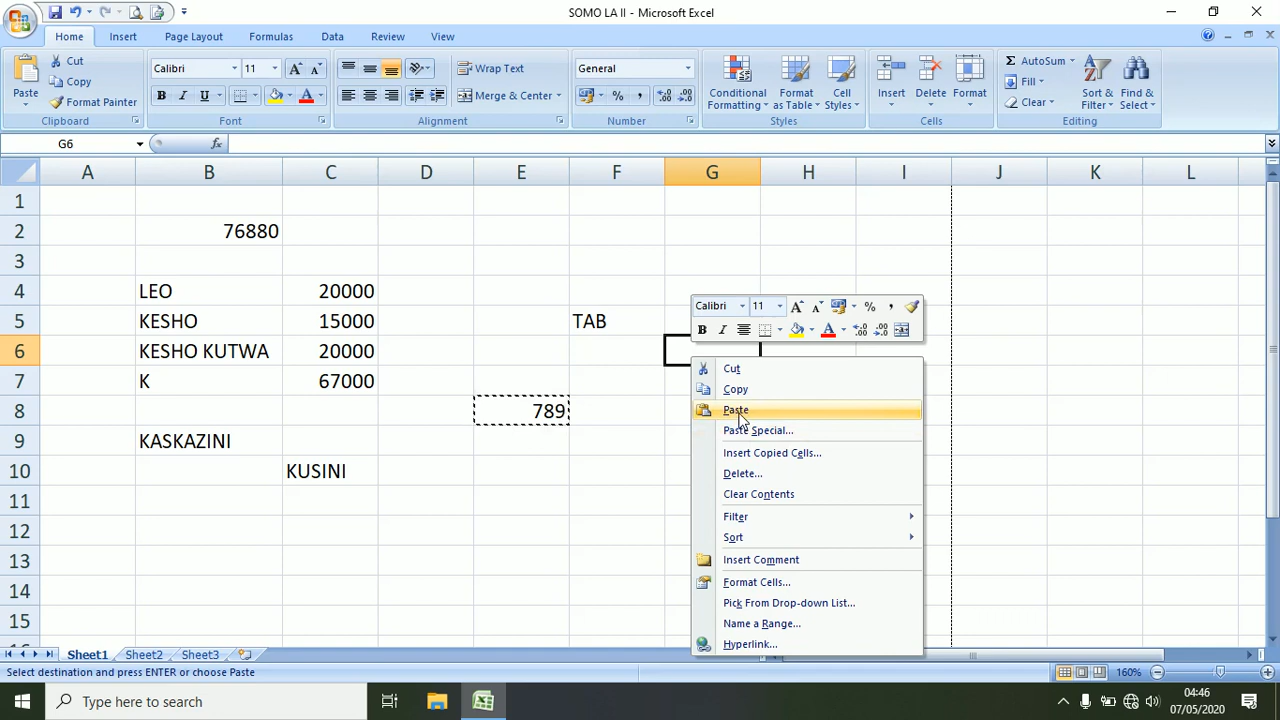 SOMO LA II - Microsoft Excel
Home Insert Page Layout Formulas Data Review View
Paste
Cut
Copy
Format Painter
Clipboard
Calibri 11
B I U
Font
Wrap Text
Merge & Center
Alignment
General
Number
Conditional Formatting
Format as Table
Cell Styles
Styles
Insert
Delete
Format
Cells
AutoSum
Fill
Clear
Sort & Filter
Find & Select
Editing
G6 fx
A B C D E F G H I J K L
1
2 76880
3
4 LEO 20000
5 KESHO 15000 TAB
6 KESHO KUTWA 20000
7 K 67000
8 789
9 KASKAZINI
10 KUSINI
11
12
13
14
15
Calibri 11 A A % ,
B I A
Cut
Copy
Paste
Paste Special...
Insert Copied Cells...
Delete...
Clear Contents
Filter
Sort
Insert Comment
Format Cells...
Pick From Drop-down List...
Name a Range...
Hyperlink...
Sheet1 Sheet2 Sheet3
Select destination and press ENTER or choose Paste
160%
Type here to search
04:46
07/05/2020